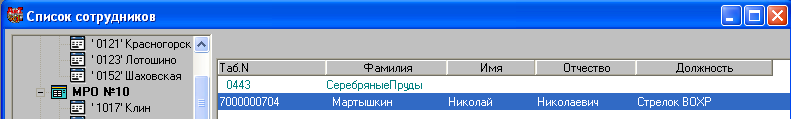 Список сотрудников
'0121' Красногорск
'0123' Лотошино
'0152' Шаховская
МРО №10
'1017' Клин
Таб.N Фамилия Имя Отчество Должность
0443 СеребряныеПруды
7000000704 Мартышкин Николай Николаевич Стрелок ВОХР